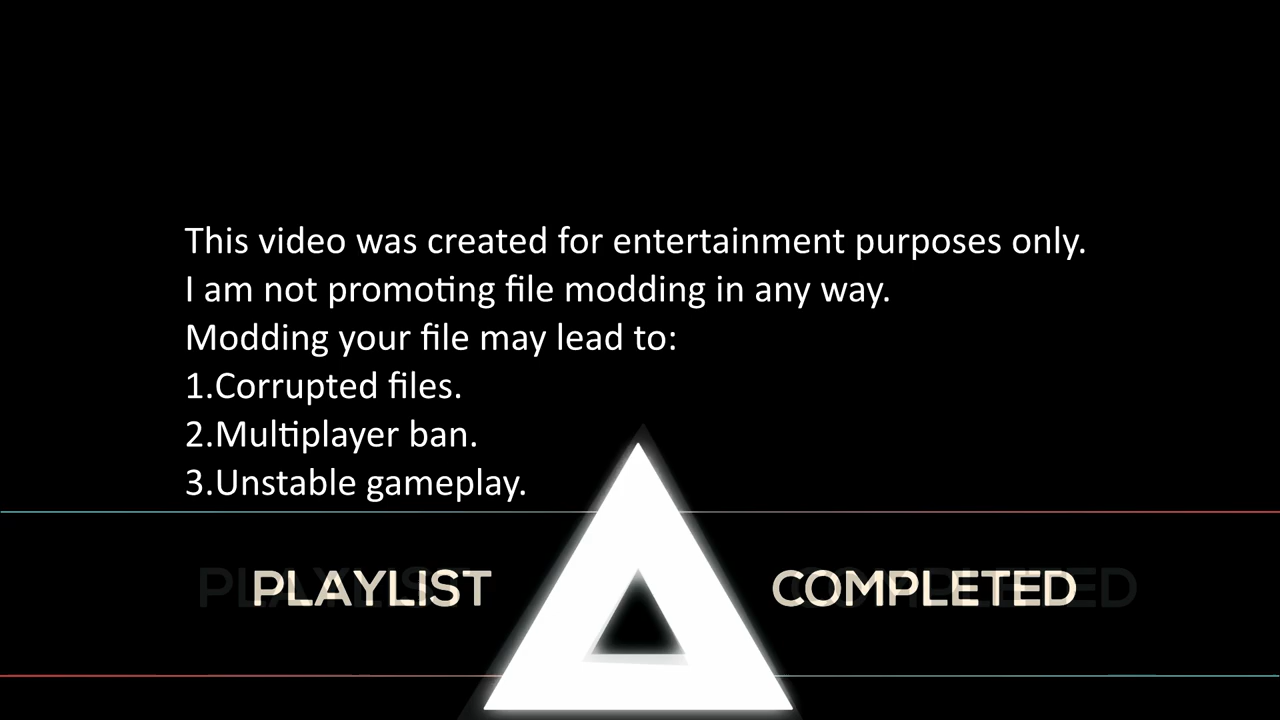 This video was created for entertainment purposes only.
I am not promoting file modding in any way.
Modding your file may lead to:
1.Corrupted files.
2.Multiplayer ban.
3.Unstable gameplay.
PLAYLIST COMPLETED